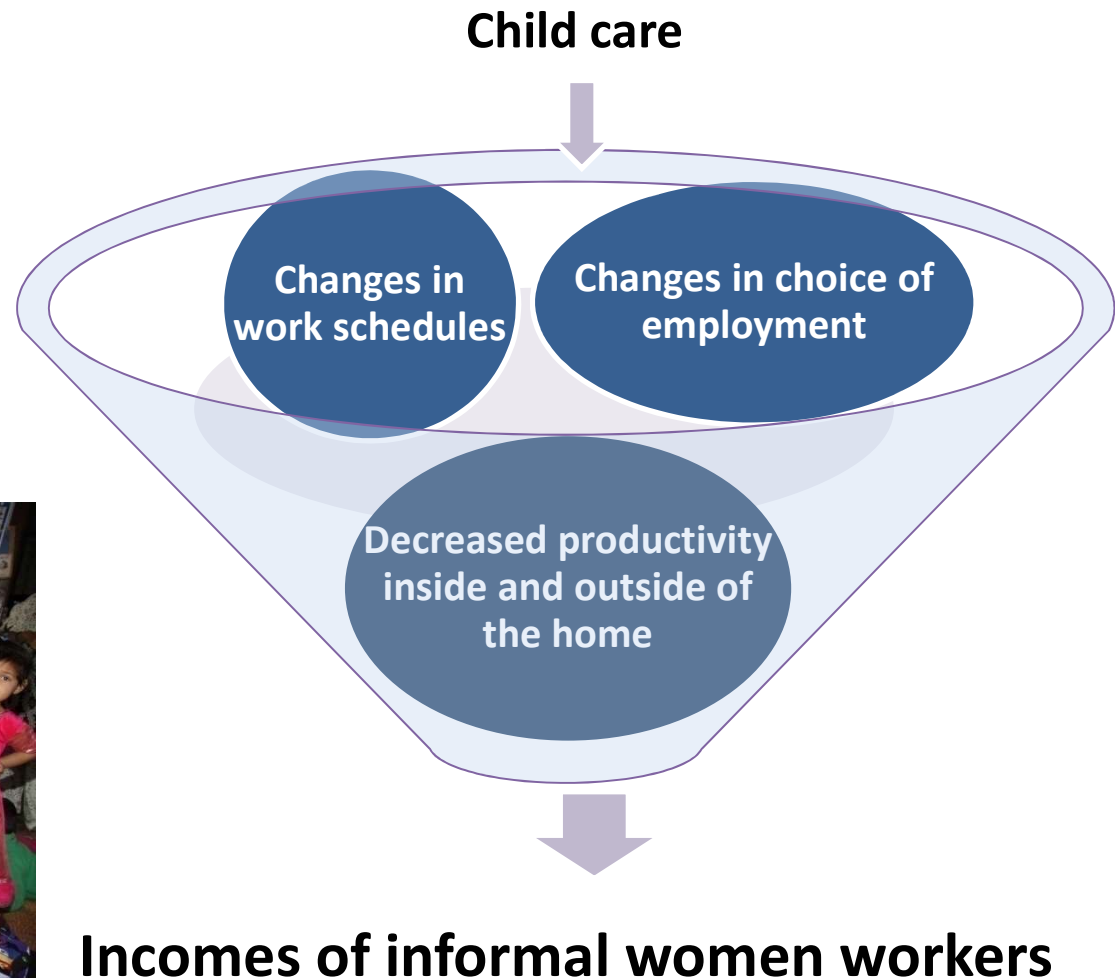 Child care
Changes in
work schedules
Changes in choice of
employment
Decreased productivity
inside and outside of
the home
Incomes of informal women workers